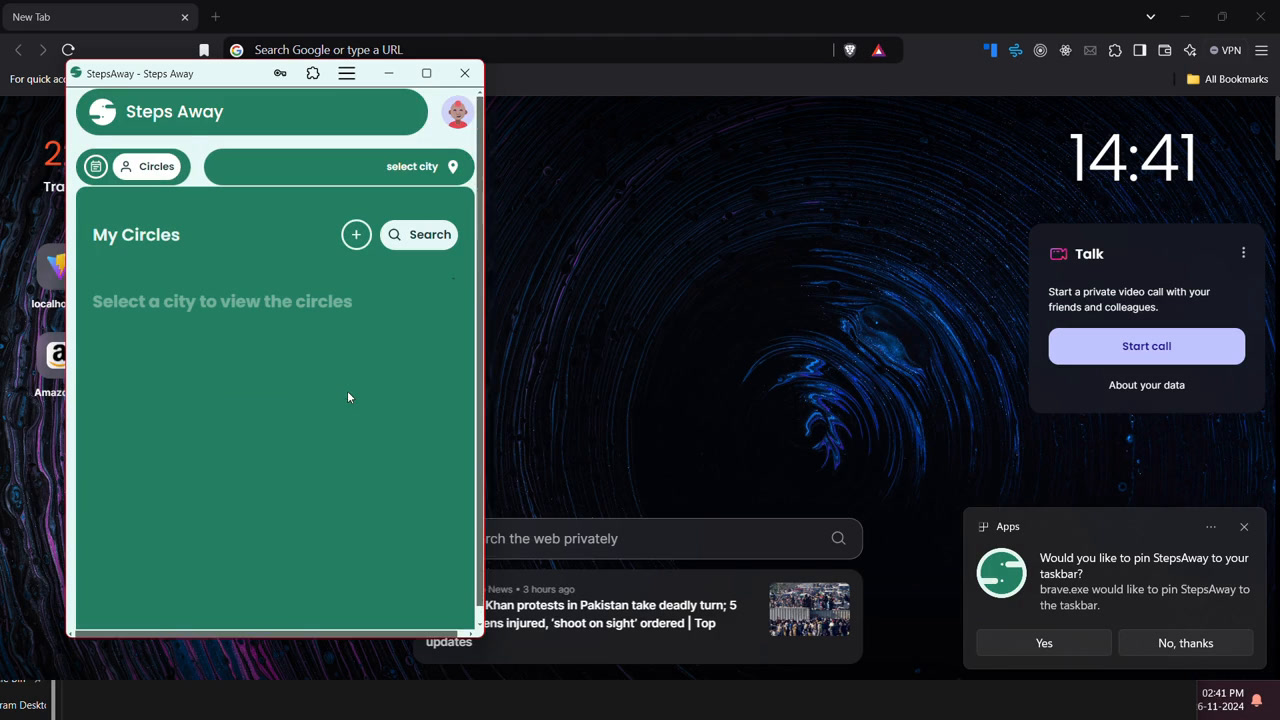 New Tab
Search Google or type a URL
VPN
For quick
All Bookmarks
StepsAway - Steps Away
Steps Away
Circles
select city
My Circles
+
Search
Select a city to view the circles
14:41
Talk
Start a private video call with your
friends and colleagues.
Start call
About your data
Tra
localho
a
Amazo
rch the web privately
News • 3 hours ago
Khan protests in Pakistan take deadly turn; 5
ens injured, ‘shoot on sight’ ordered | Top
updates
Apps
Would you like to pin StepsAway to your
taskbar?
brave.exe would like to pin StepsAway to
the taskbar.
Yes
No, thanks
ram Deskto
02:41 PM
6-11-2024